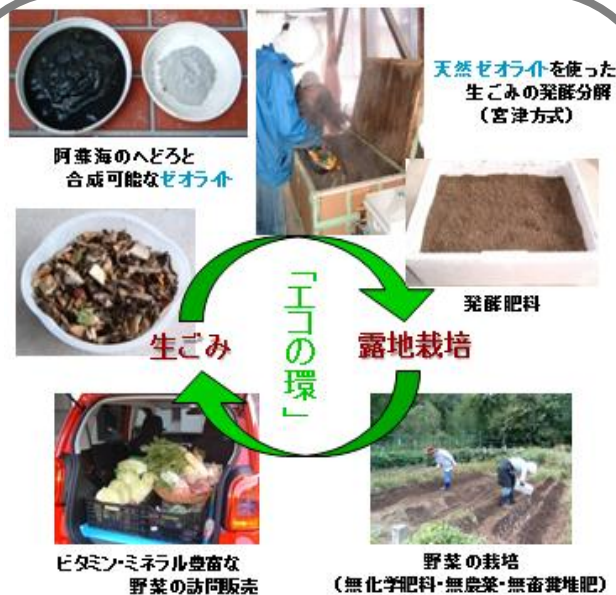 天然ゼオライトを使った
生ごみの発酵分解
(宮津方式)
阿蘇海のへどろと
合成可能なゼオライト
発酵肥料
「エコの環」
生ごみ
露地栽培
ビタミン・ミネラル豊富な
野菜の訪問販売
野菜の栽培
(無化学肥料・無農薬・無畜糞堆肥)